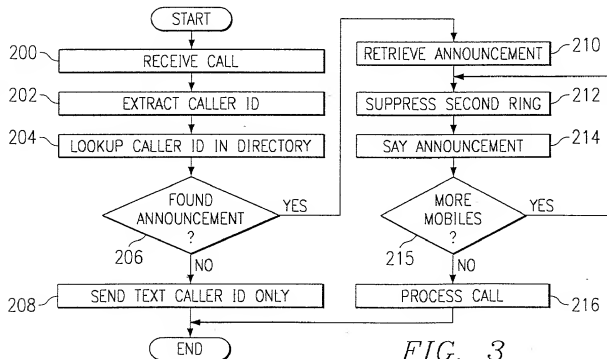 START
200
RECEIVE CALL
202
EXTRACT CALLER ID
204
LOOKUP CALLER ID IN DIRECTORY
FOUND
ANNOUNCEMENT
?
YES
206
NO
208
SEND TEXT CALLER ID ONLY
END
RETRIEVE ANNOUNCEMENT
210
SUPPRESS SECOND RING
212
SAY ANNOUNCEMENT
214
MORE
MOBILES
?
YES
215
NO
PROCESS CALL
216
FIG. 3